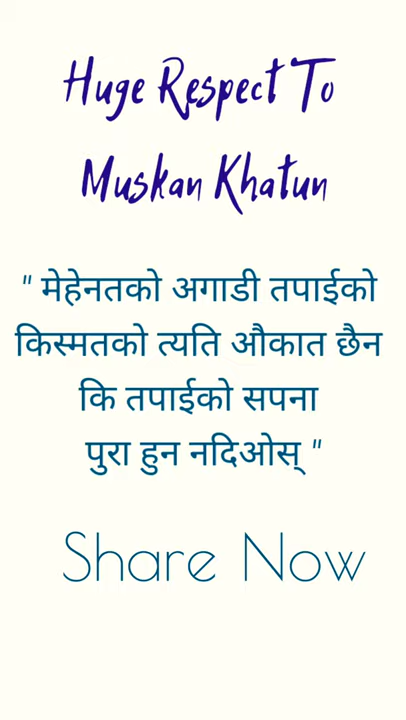 Huge Respect To
Muskan Khatun
" मेहेनतको अगाडी तपाईको
किस्मतको त्यति औकात छैन
कि तपाईको सपना
पुरा हुन नदिओस् "
Share Now